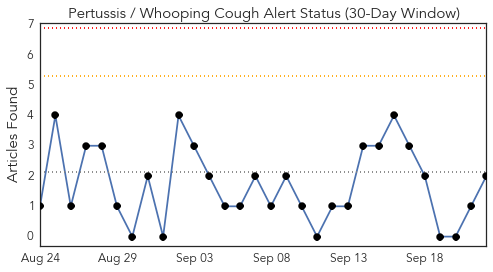 Pertussis / Whooping Cough Alert Status (30-Day Window)
Articles Found
7
6
5
4
3
2
1
0
Aug 24 Aug 29 Sep 03 Sep 08 Sep 13 Sep 18